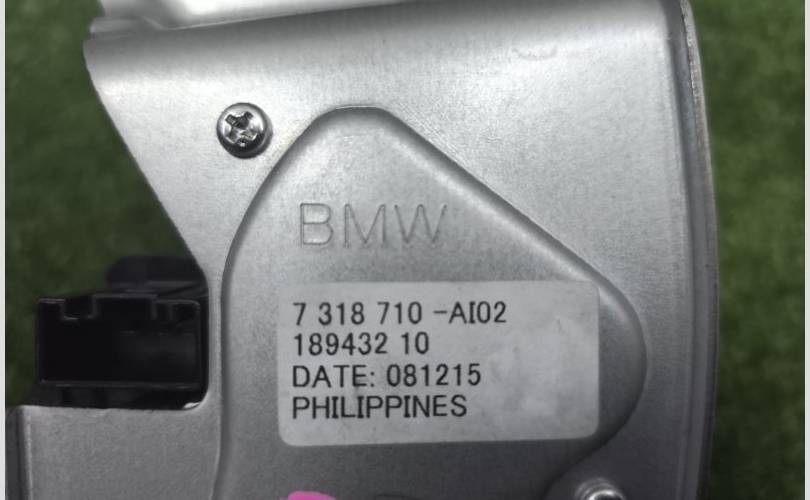 BMW
7 318 710 -AI02
189432 10
DATE: 081215
PHILIPPINES